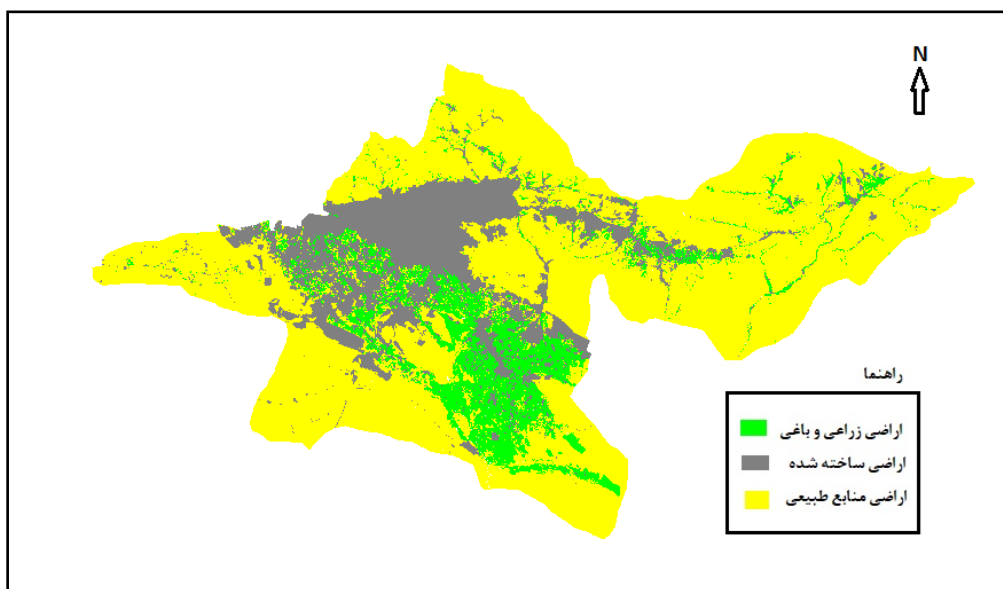 N
راهنما
اراضی زراعی و باغی
اراضی ساخته شده
اراضی منابع طبیعی